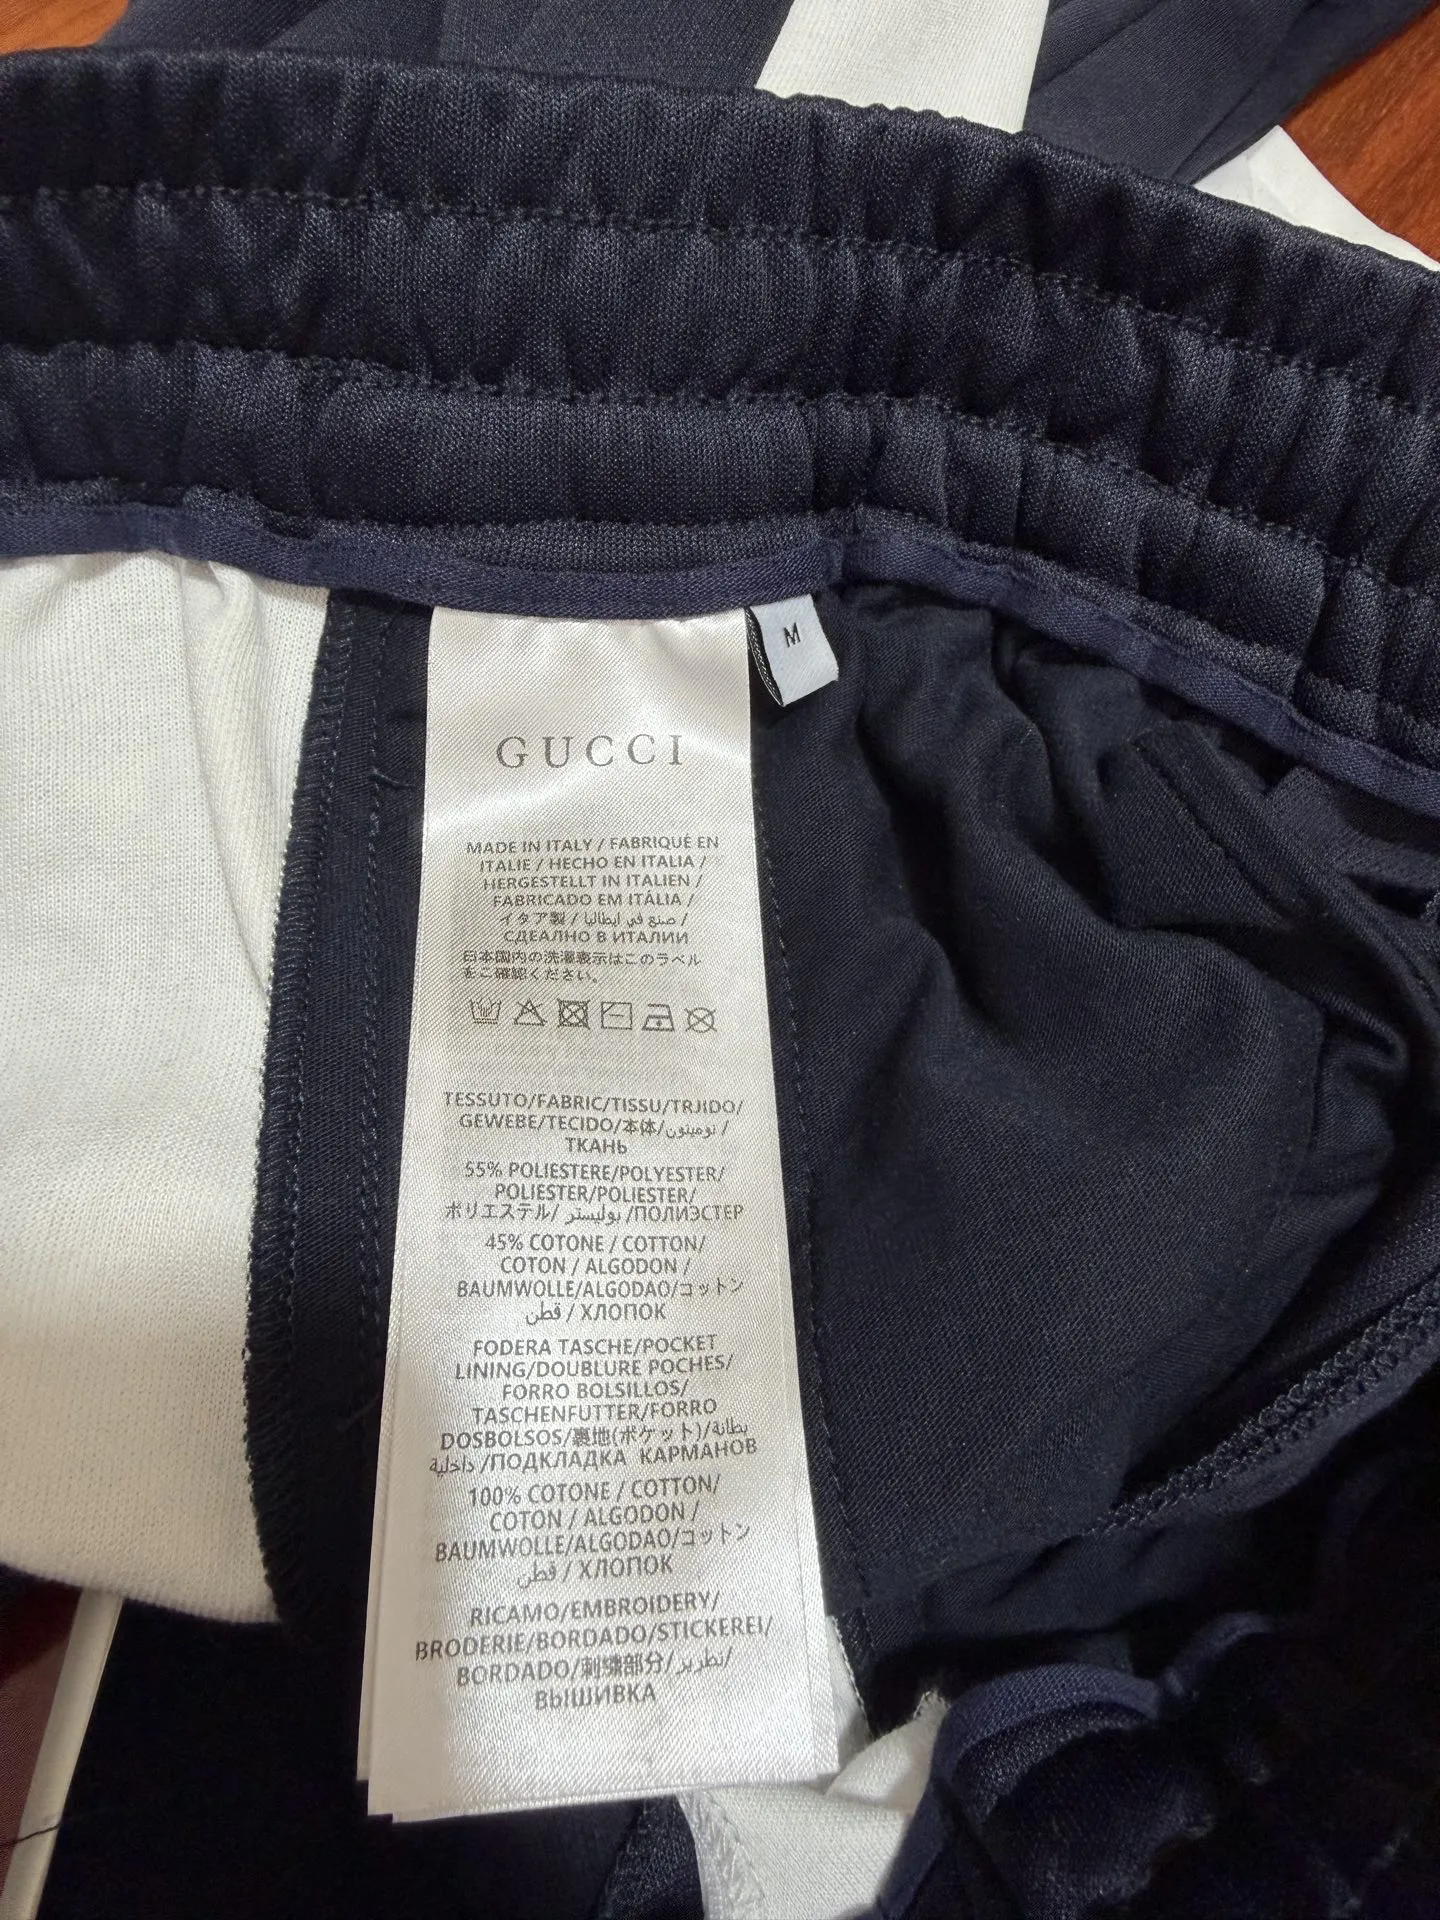 M
GUCCI
MADE IN ITALY / FABRIQUÉ EN
ITALIE / HECHO EN ITALIA /
HERGESTELLT IN ITALIEN /
FABRICADO EM ITÁLIA /
イタア製 / صنع في ايطاليا /
СДЕАЛНО В ИТАЛИИ
日本国内の洗濯表示はこのラベル
をご確認ください。
TESSUTO/FABRIC/TISSU/TRJIDO/
GEWEBE/TECIDO/本体/نومينون /
ТКАНЬ
55% POLIESTERE/POLYESTER/
POLIESTER/POLIESTER/
ポリエステル/ بوليستر /ПОЛИЭСТЕР
45% COTONE / COTTON/
COTON / ALGODON /
BAUMWOLLE/ALGODAO/コットン
قطن / ХЛОПОК
FODERA TASCHE/POCKET
LINING/DOUBLURE POCHES/
FORRO BOLSILLOS/
TASCHENFUTTER/FORRO
DOSBOLSOS/裏地(ポケット)/بطانة
داخلية /ПОДКЛАДКА КАРМАНОВ
100% COTONE / COTTON/
COTON / ALGODON /
BAUMWOLLE/ALGODAO/コットン
قطن / ХЛОПОК
RICAMO/EMBROIDERY/
BRODERIE/BORDADO/STICKEREI/
BORDADO/刺繍部分/تطريز/
ВЫШИВКА